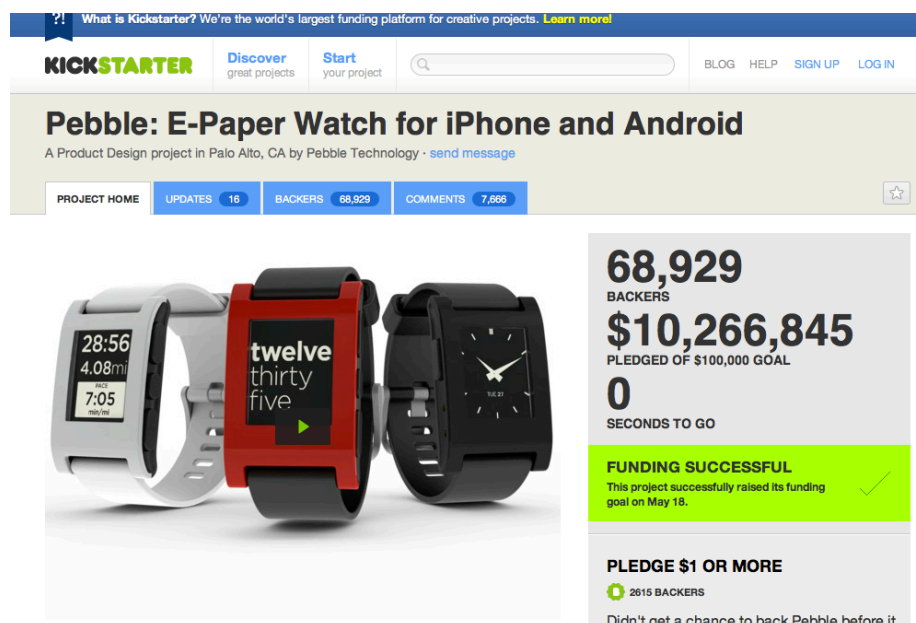 ?! What is Kickstarter? We're the world's largest funding platform for creative projects. Learn more!
KICKSTARTER
Discover
great projects
Start
your project
BLOG HELP SIGN UP LOG IN
Pebble: E-Paper Watch for iPhone and Android
A Product Design project in Palo Alto, CA by Pebble Technology · send message
PROJECT HOME UPDATES 16 BACKERS 68,929 COMMENTS 7,666
28:56
4.08mi
PACE
7:05
min/mi
twelve
thirty
five
TUE 27
68,929
BACKERS
$10,266,845
PLEDGED OF $100,000 GOAL
0
SECONDS TO GO
FUNDING SUCCESSFUL
This project successfully raised its funding
goal on May 18.
PLEDGE $1 OR MORE
2615 BACKERS
Didn't get a chance to back Pebble before it